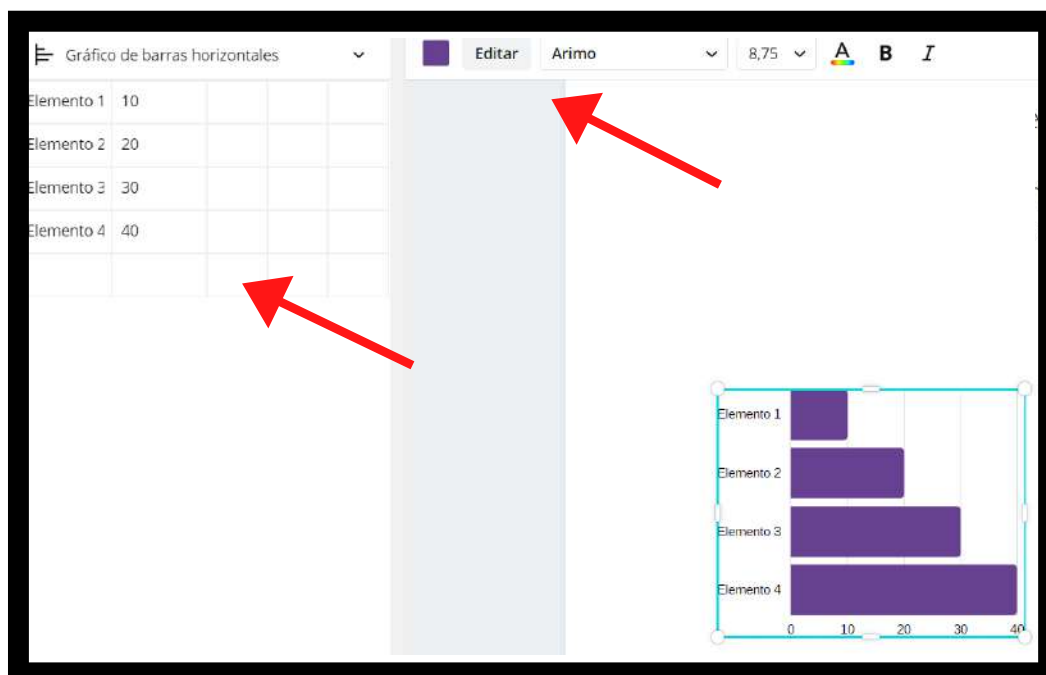 Gráfico de barras horizontales
Editar Arimo 8,75 A B I
Elemento 1 10
Elemento 2 20
Elemento 3 30
Elemento 4 40
Elemento 1
Elemento 2
Elemento 3
Elemento 4
0 10 20 30 40